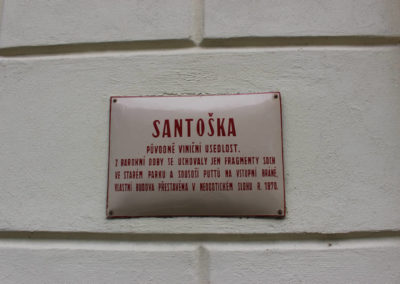 SANTOŠKA
PŮVODNĚ VINIČNÍ USEDLOST.
Z BAROKNÍ DOBY SE UCHOVALY JEN FRAGMENTY SOCH
VE STARÉM PARKU A SOUSOŠÍ PUTTŮ NA VSTUPNÍ BRÁNĚ.
VLASTNÍ BUDOVA PŘESTAVĚNA V NEOGOTICKÉM SLOHU R. 1870.